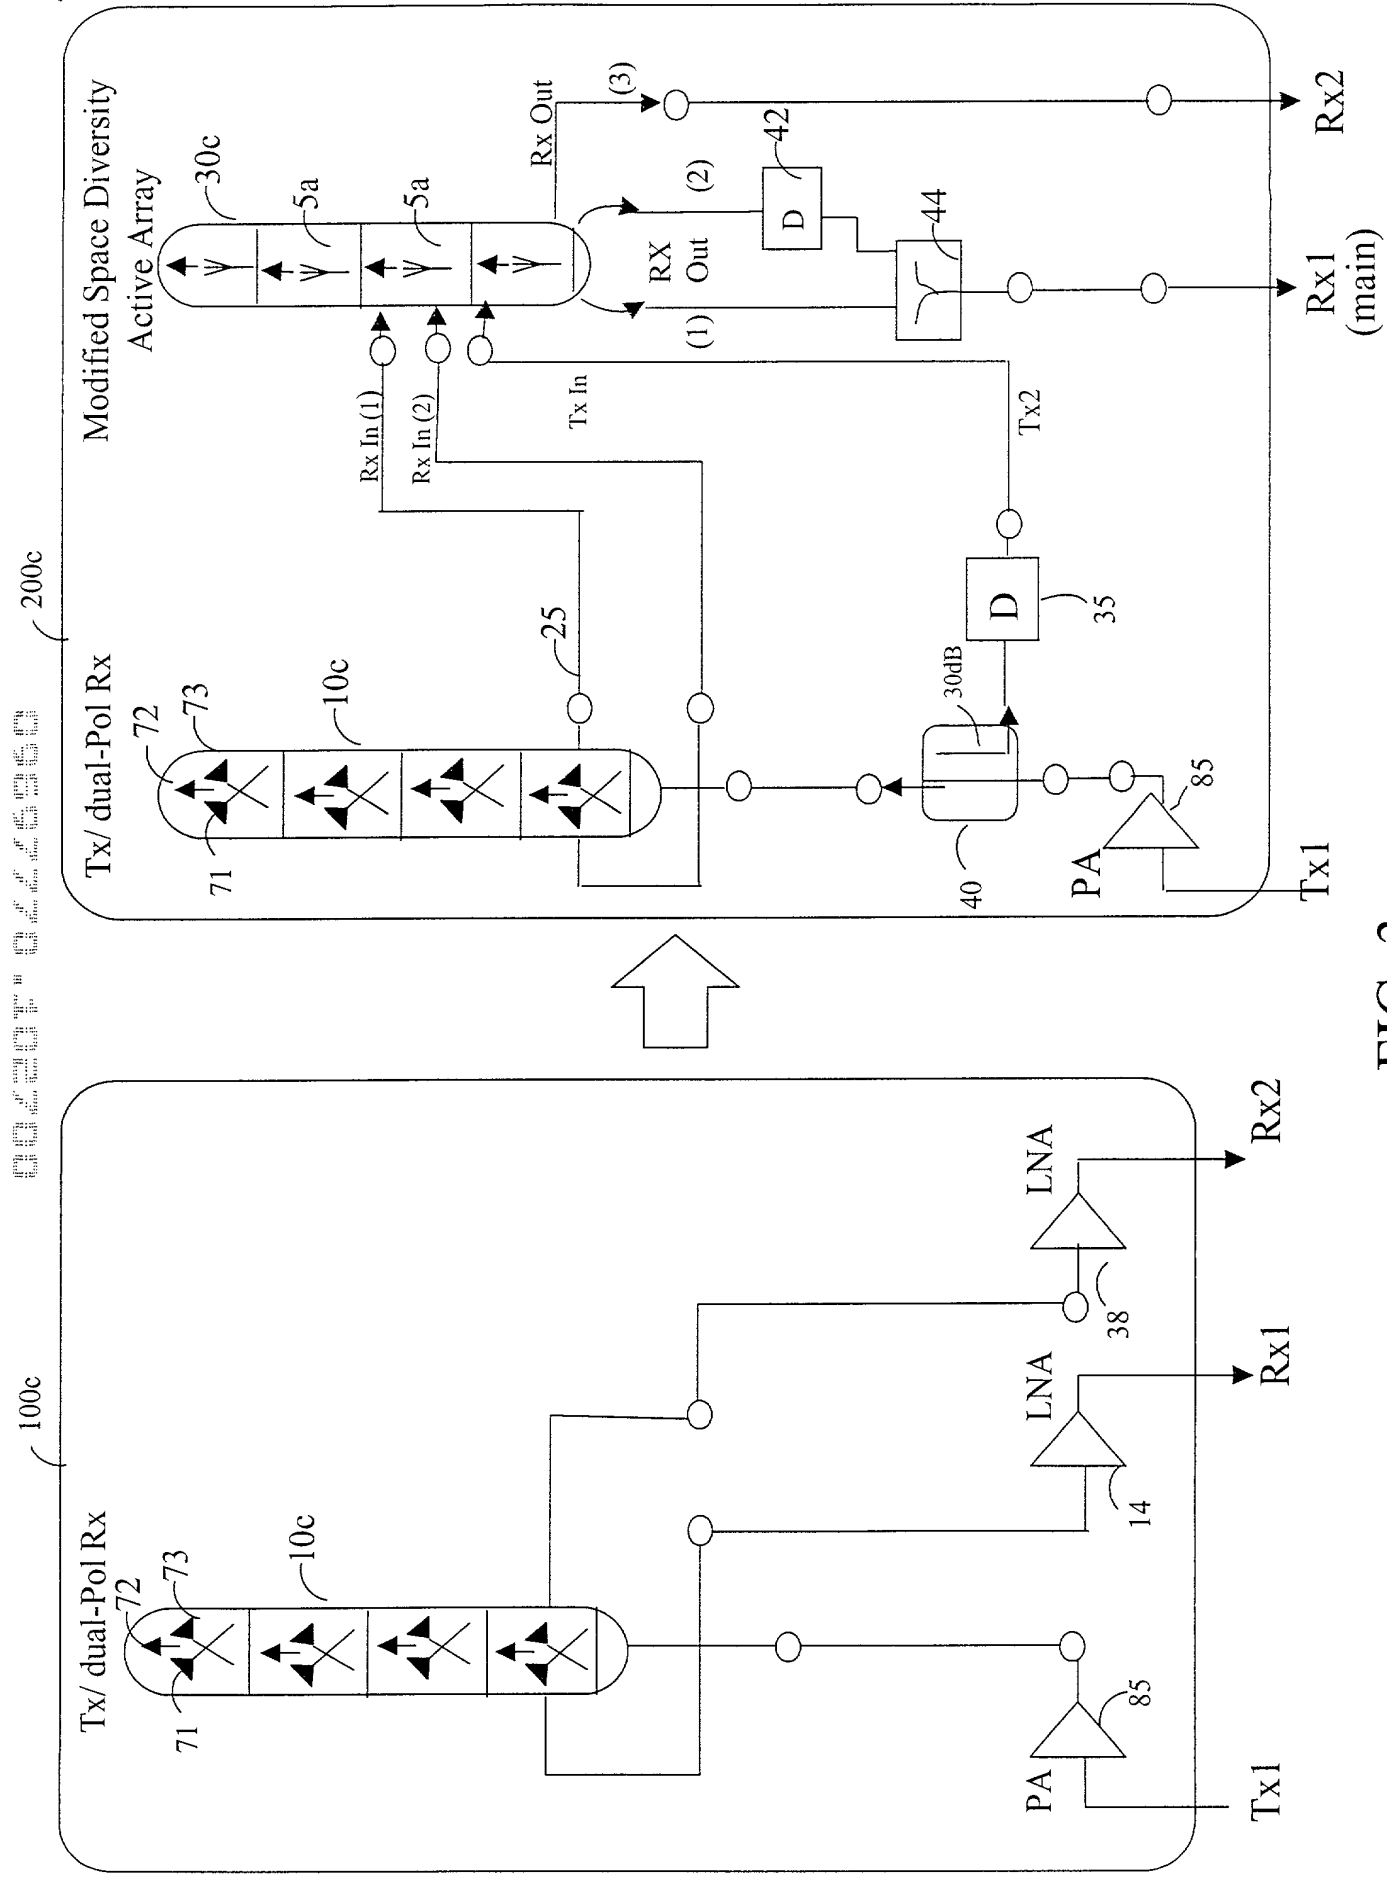 100c
Tx/ dual-Pol Rx
72
73
71
10c
LNA
38
LNA
14
PA
85
Tx1
Rx1
Rx2
200c
Tx/ dual-Pol Rx
72
73
71
10c
25
Modified Space Diversity
Active Array
30c
5a
5a
Rx In (1)
Rx In (2)
Tx In
Rx Out
(3)
RX
Out
(1)
(2)
D
42
44
Tx2
30dB
D
35
40
PA
85
Tx1
Rx1
(main)
Rx2